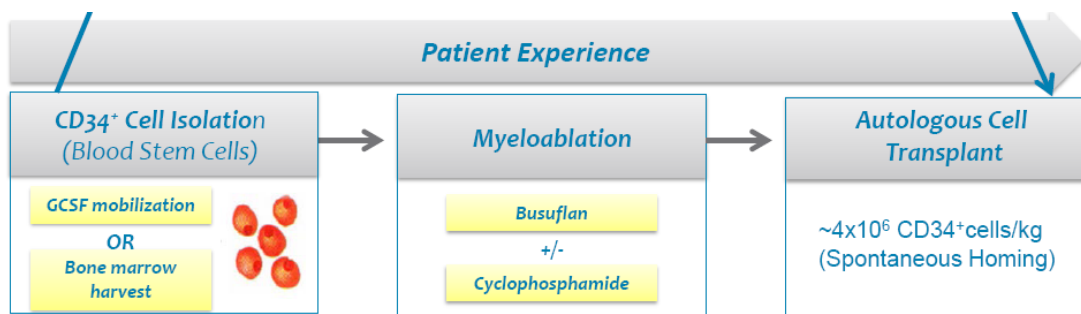 Patient Experience
CD34⁺ Cell Isolation
(Blood Stem Cells)
GCSF mobilization
OR
Bone marrow
harvest
Myeloablation
Busuflan
+/-
Cyclophosphamide
Autologous Cell
Transplant
~4x10⁶ CD34⁺cells/kg
(Spontaneous Homing)